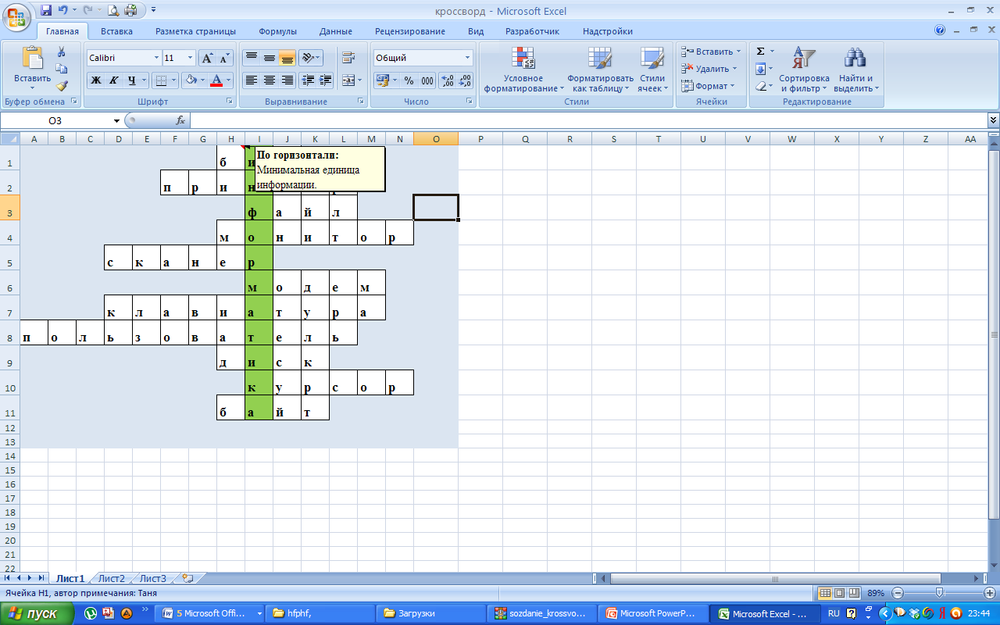 кроссворд - Microsoft Excel
Главная Вставка Разметка страницы Формулы Данные Рецензирование Вид Разработчик Надстройки
Вставить
Буфер обмена
Calibri 11
Ж К Ч
Шрифт
Выравнивание
Общий
% 000
Число
Условное форматирование
Форматировать как таблицу
Стили ячеек
Стили
Вставить
Удалить
Формат
Ячейки
Сортировка и фильтр
Найти и выделить
Редактирование
O3 fx
A B C D E F G H I J K L M N O P Q R S T U V W X Y Z AA
1 б и
По горизонтали:
Минимальная единица
информации.
2 п р и н
3 ф а й л
4 м о н и т о р
5 с к а н е р
6 м о д е м
7 к л а в и а т у р а
8 п о л ь з о в а т е л ь
9 д и с к
10 к у р с о р
11 б а й т
12
13
14
15
16
17
18
19
20
21
22
Лист1 Лист2 Лист3
Ячейка H1, автор примечания: Таня 89%
пуск 5 Microsoft Offi... hfphf, Загрузки sozdanie_krossvo... Microsoft PowerP... Microsoft Excel - ... RU 23:44